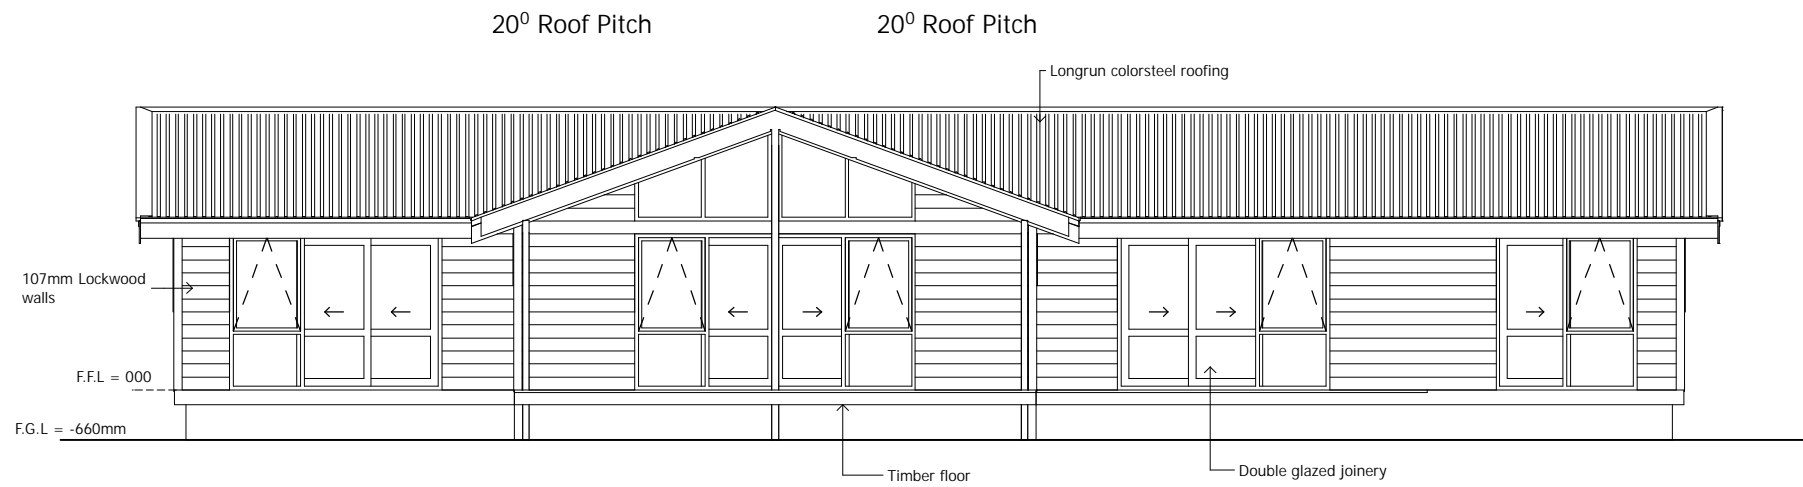 20⁰ Roof Pitch
20⁰ Roof Pitch
Longrun colorsteel roofing
107mm Lockwood
walls
F.F.L = 000
F.G.L = -660mm
Timber floor
Double glazed joinery